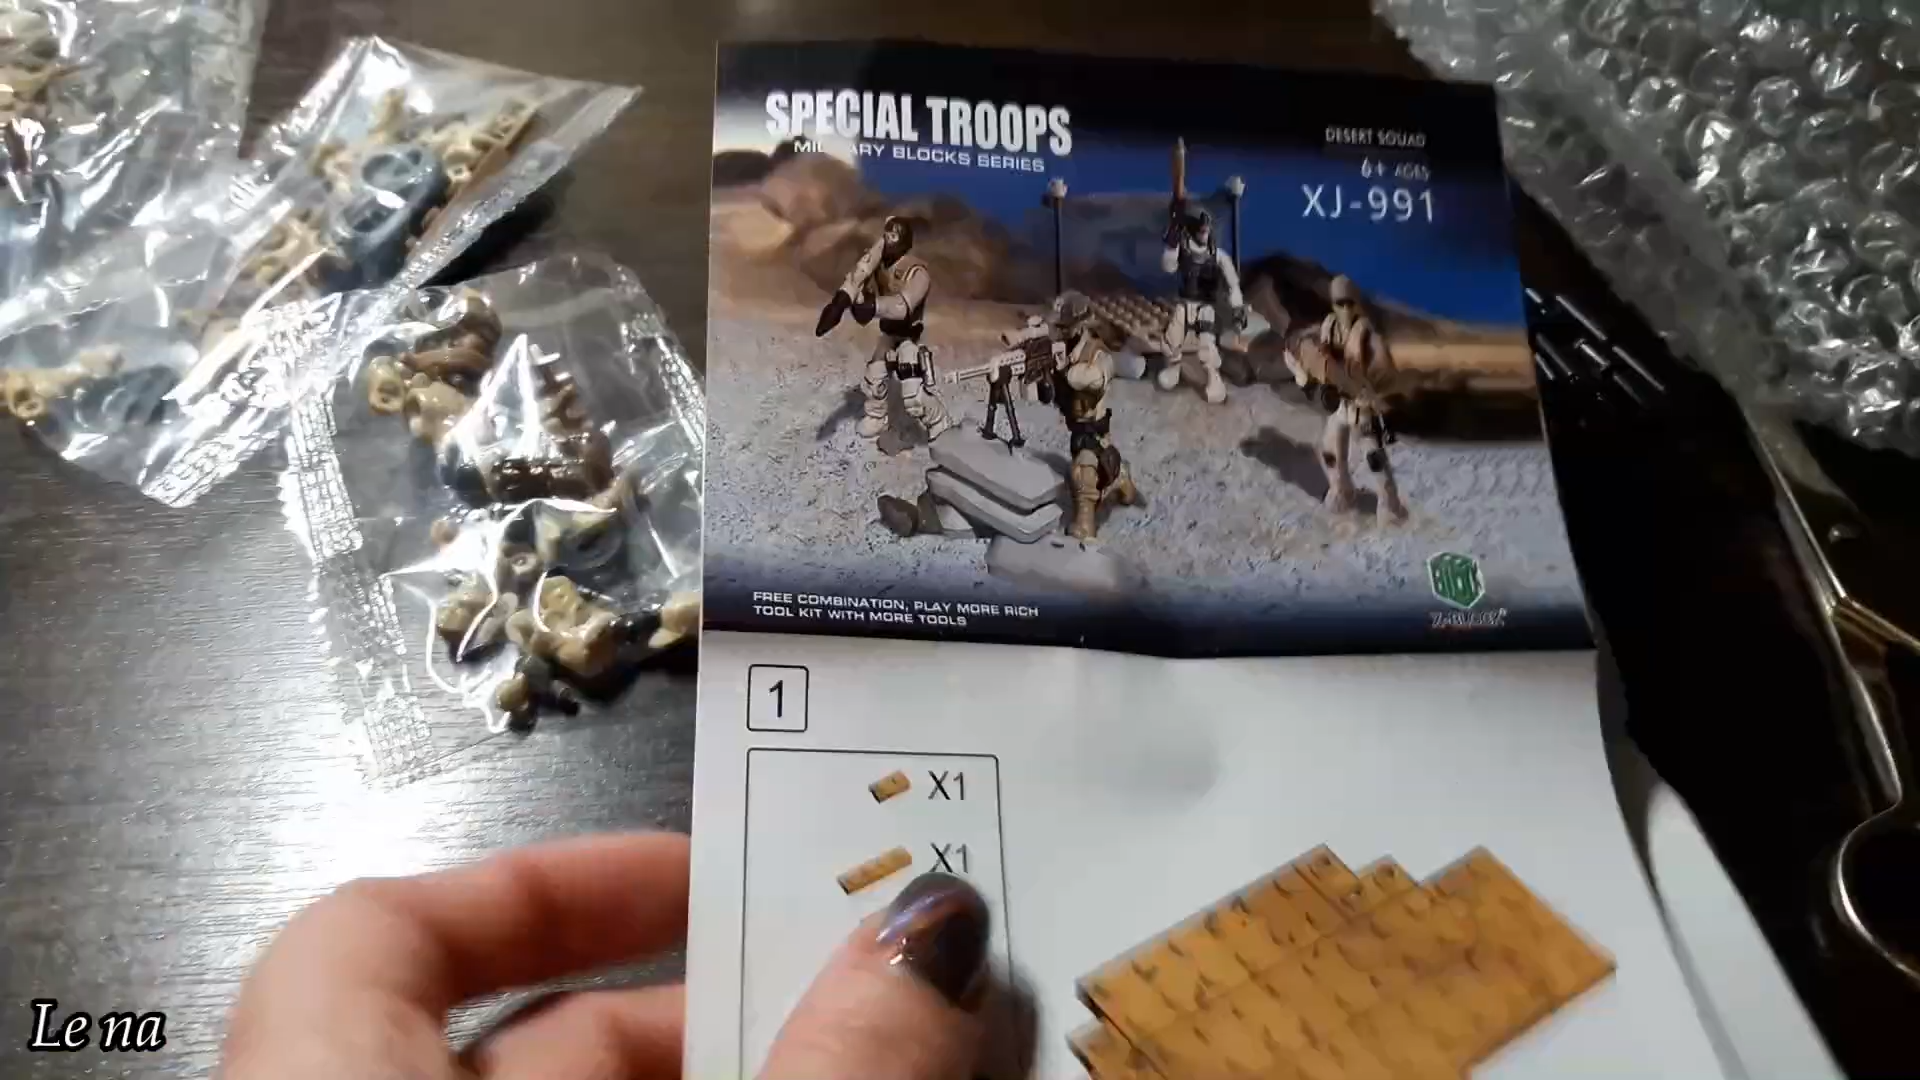 SPECIAL TROOPS
MILITARY BLOCKS SERIES
DESERT SQUAD
6+ AGES
XJ-991
FREE COMBINATION, PLAY MORE RICH
TOOL KIT WITH MORE TOOLS
1
X1
X1
Le na